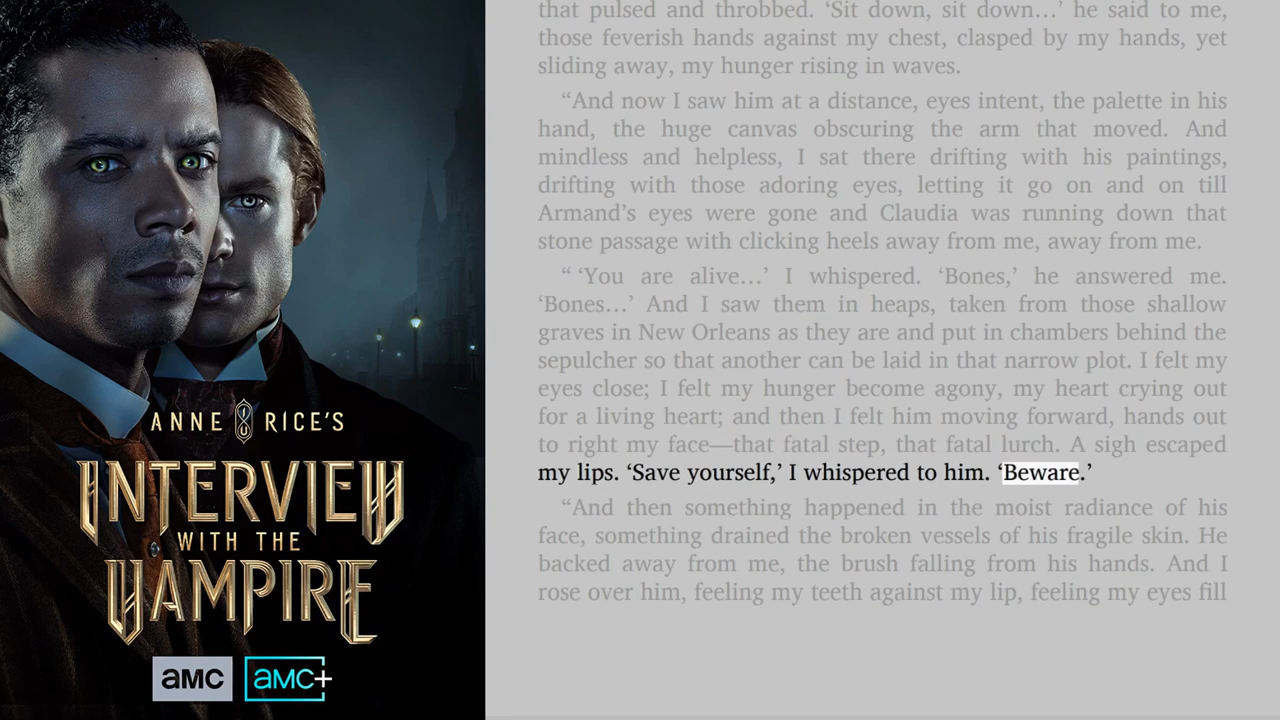 ANNE RICE'S
INTERVIEW
WITH THE
VAMPIRE
amc
amc+
that pulsed and throbbed. ‘Sit down, sit down…’ he said to me,
those feverish hands against my chest, clasped by my hands, yet
sliding away, my hunger rising in waves.
“And now I saw him at a distance, eyes intent, the palette in his
hand, the huge canvas obscuring the arm that moved. And
mindless and helpless, I sat there drifting with his paintings,
drifting with those adoring eyes, letting it go on and on till
Armand’s eyes were gone and Claudia was running down that
stone passage with clicking heels away from me, away from me.
“ ‘You are alive…’ I whispered. ‘Bones,’ he answered me.
‘Bones…’ And I saw them in heaps, taken from those shallow
graves in New Orleans as they are and put in chambers behind the
sepulcher so that another can be laid in that narrow plot. I felt my
eyes close; I felt my hunger become agony, my heart crying out
for a living heart; and then I felt him moving forward, hands out
to right my face—that fatal step, that fatal lurch. A sigh escaped
my lips. ‘Save yourself,’ I whispered to him. ‘Beware.’
“And then something happened in the moist radiance of his
face, something drained the broken vessels of his fragile skin. He
backed away from me, the brush falling from his hands. And I
rose over him, feeling my teeth against my lip, feeling my eyes fill